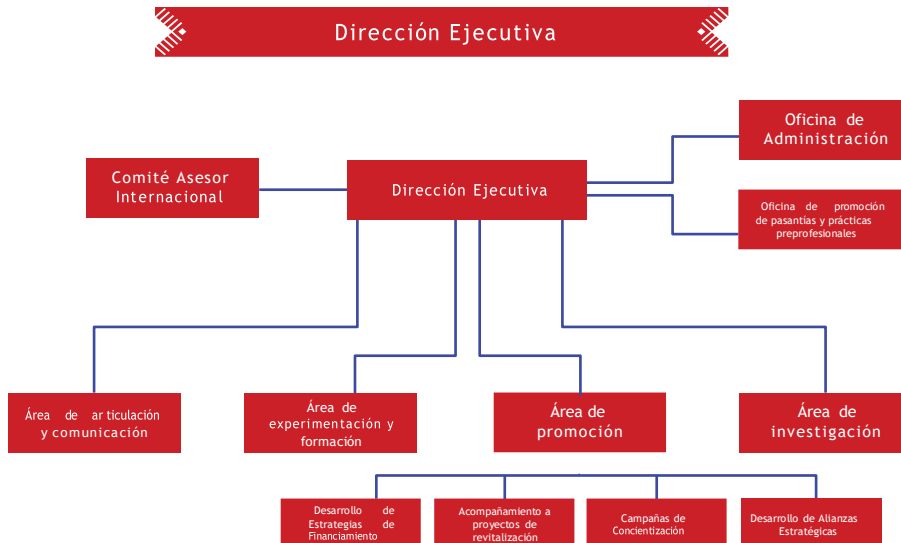 Dirección Ejecutiva
Oficina de
Administración
Comité Asesor
Internacional
Dirección Ejecutiva
Oficina de promoción
de pasantías y prácticas
preprofesionales
Área de articulación
y comunicación
Área de
experimentación y
formación
Área de
promoción
Área de
investigación
Desarrollo de
Estrategias de
Financiamiento
Acompañamiento a
proyectos de
revitalización
Campañas de
Concientización
Desarrollo de Alianzas
Estratégicas